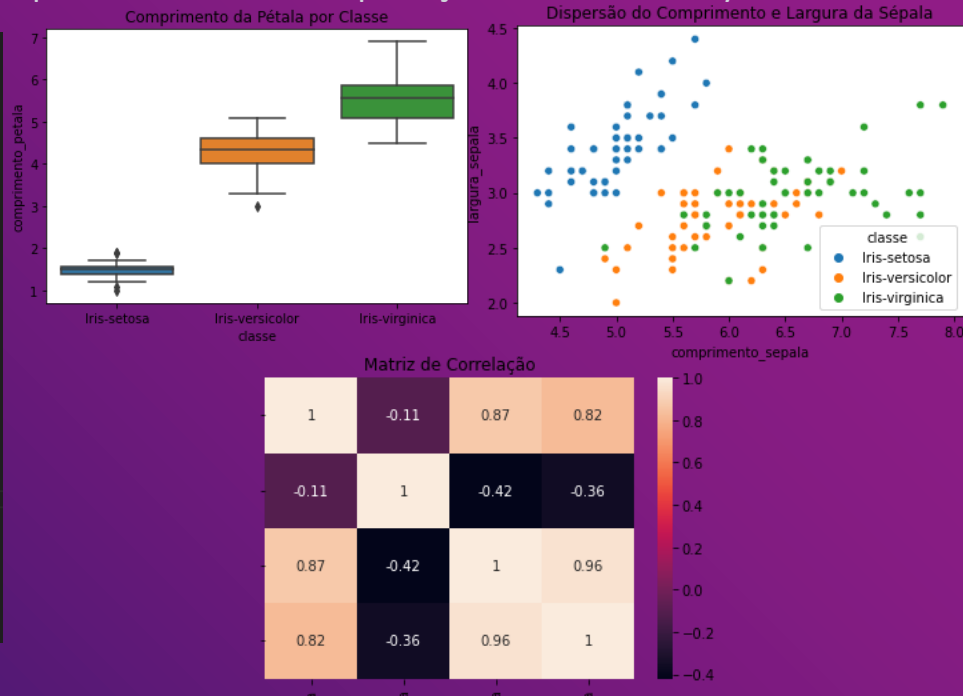 Comprimento da Pétala por Classe
7
6
5
4
3
2
1
comprimento_petala
Iris-setosa
Iris-versicolor
Iris-virginica
classe
Dispersão do Comprimento e Largura da Sépala
4.5
4.0
3.5
3.0
2.5
2.0
largura_sepala
classe
Iris-setosa
Iris-versicolor
Iris-virginica
4.5 5.0 5.5 6.0 6.5 7.0 7.5 8.0
comprimento_sepala
Matriz de Correlação
1 -0.11 0.87 0.82
-0.11 1 -0.42 -0.36
0.87 -0.42 1 0.96
0.82 -0.36 0.96 1
1.0
0.8
0.6
0.4
0.2
0.0
−0.2
−0.4